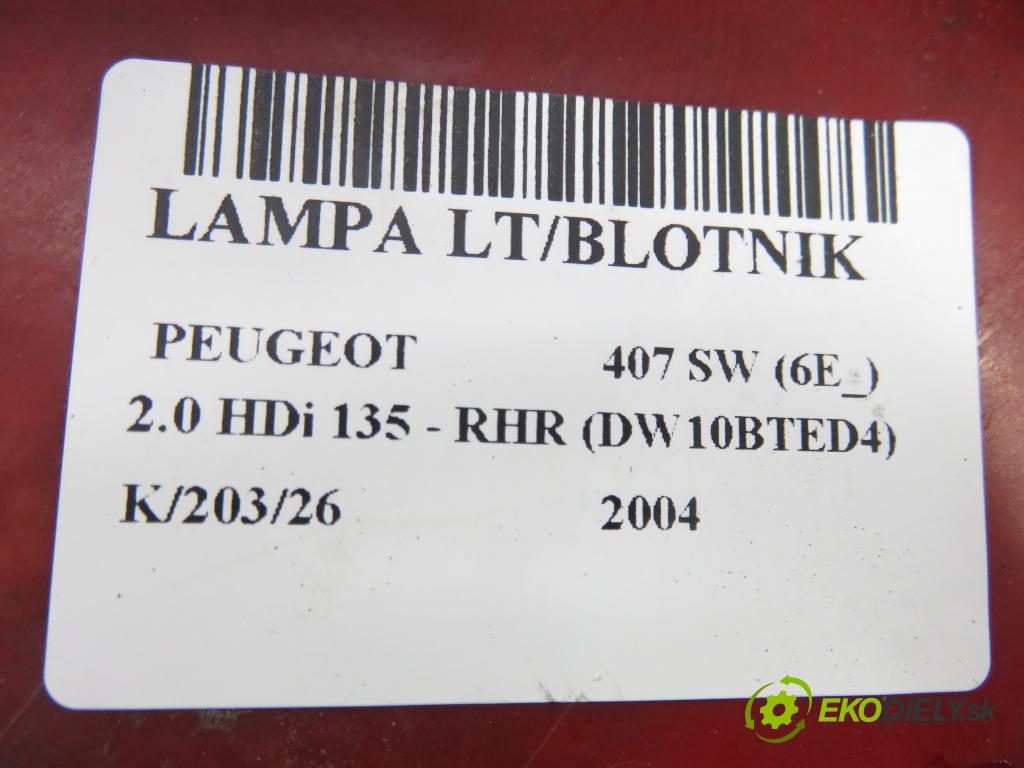 LAMPA LT/BLOTNIK
PEUGEOT 407 SW (6E_)
2.0 HDi 135 - RHR (DW10BTED4)
K/203/26 2004
EKODIELY.sk